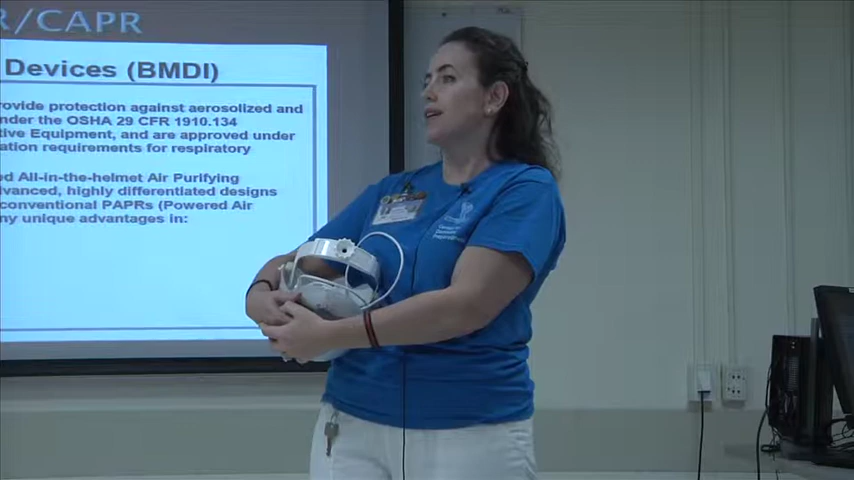 R/CAPR
Devices (BMDI)
rovide protection against aerosolized and
under the OSHA 29 CFR 1910.134
tive Equipment, and are approved under
ation requirements for respiratory
ed All-in-the-helmet Air Purifying
dvanced, highly differentiated designs
conventional PAPRs (Powered Air
ny unique advantages in: